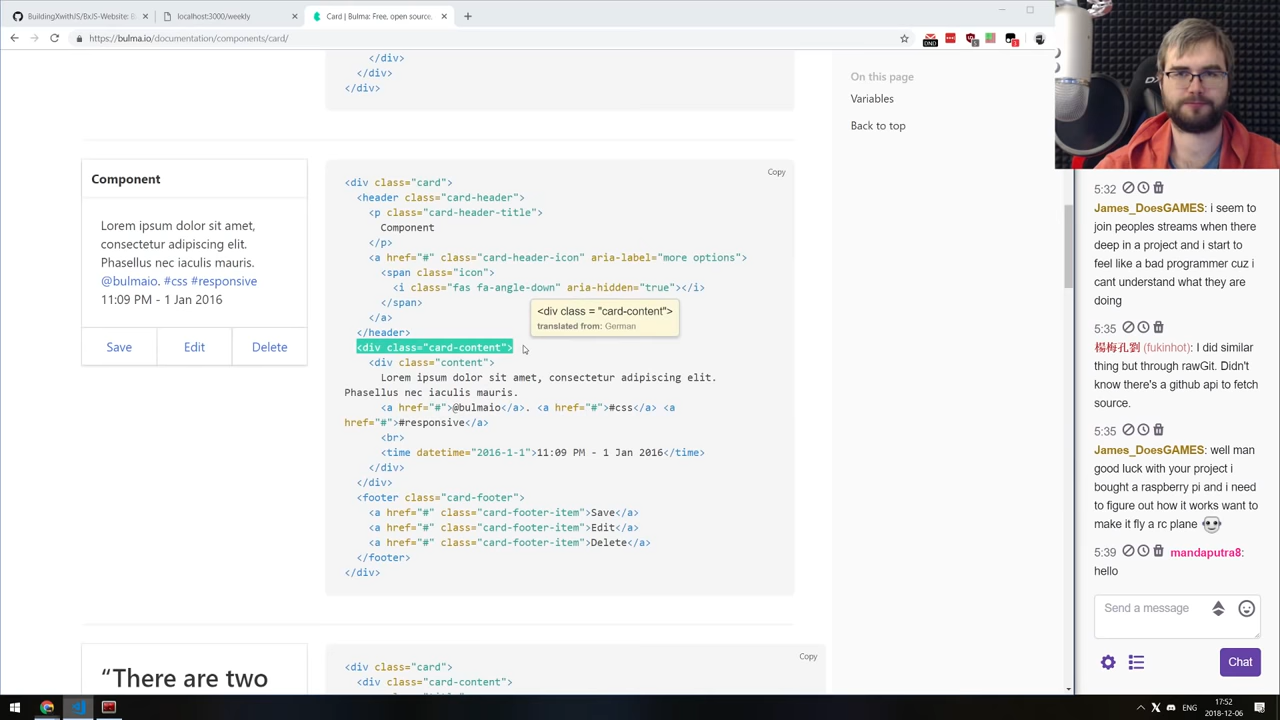 BuildingXwithJS/BxJS-Website: B
localhost:3000/weekly
Card | Bulma: Free, open source,
https://bulma.io/documentation/components/card/
</div>
</div>
</div>
On this page
Variables
Back to top
Component
Lorem ipsum dolor sit amet,
consectetur adipiscing elit.
Phasellus nec iaculis mauris.
@bulmaio. #css #responsive
11:09 PM - 1 Jan 2016
Save Edit Delete
Copy
<div class="card">
<header class="card-header">
<p class="card-header-title">
Component
</p>
<a href="#" class="card-header-icon" aria-label="more options">
<span class="icon">
<i class="fas fa-angle-down" aria-hidden="true"></i>
</span>
</a>
</header>
<div class="card-content">
<div class="content">
Lorem ipsum dolor sit amet, consectetur adipiscing elit.
Phasellus nec iaculis mauris.
<a href="#">@bulmaio</a>. <a href="#">#css</a> <a
href="#">#responsive</a>
<br>
<time datetime="2016-1-1">11:09 PM - 1 Jan 2016</time>
</div>
</div>
<footer class="card-footer">
<a href="#" class="card-footer-item">Save</a>
<a href="#" class="card-footer-item">Edit</a>
<a href="#" class="card-footer-item">Delete</a>
</footer>
</div>
<div class = "card-content">
translated from: German
“There are two
Copy
<div class="card">
<div class="card-content">
5:32
James_DoesGAMES: i seem to
join peoples streams when there
deep in a project and i start to
feel like a bad programmer cuz i
cant understand what they are
doing
5:35
楊梅孔劉 (fukinhot): I did similar
thing but through rawGit. Didn't
know there's a github api to fetch
source.
5:35
James_DoesGAMES: well man
good luck with your project i
bought a raspberry pi and i need
to figure out how it works want to
make it fly a rc plane
5:39 mandaputra8:
hello
Send a message
Chat
ENG
17:52
2018-12-06